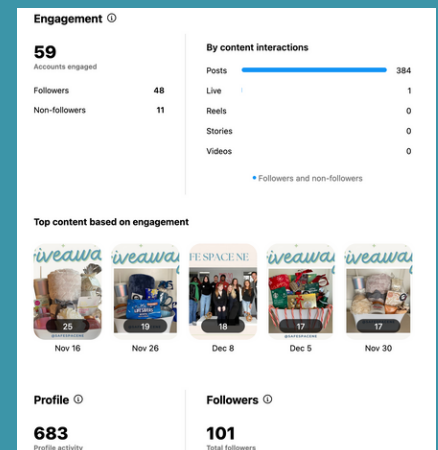 Engagement ⓘ
59
Accounts engaged
Followers 48
Non-followers 11
By content interactions
Posts 384
Live 1
Reels 0
Stories 0
Videos 0
Followers and non-followers
Top content based on engagement
iveawa iveawa FE SPACE NE iveaway iveawa
25 19 18 17 17
@SAFESPACENE @SAFESPACENE
Nov 16 Nov 26 Dec 8 Dec 5 Nov 30
Profile ⓘ
683
Profile activity
Followers ⓘ
101
Total followers